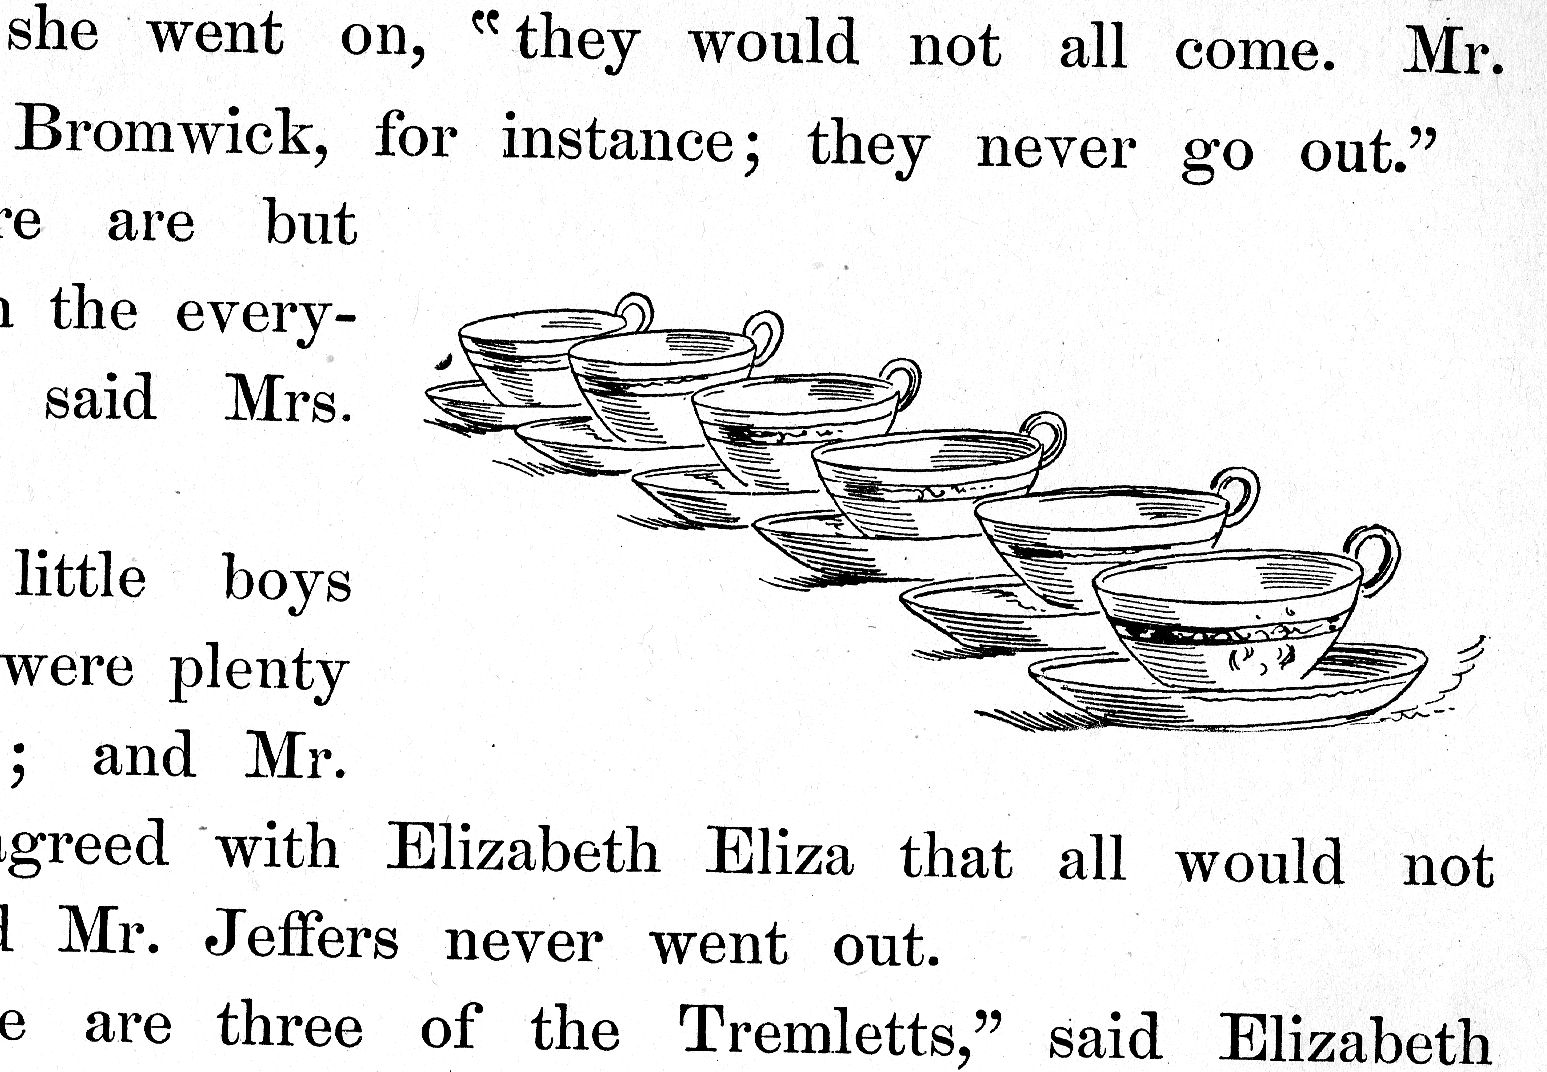 she went on, “they would not all come. Mr.
Bromwick, for instance; they never go out.”
re are but
the every-
said Mrs.
little boys
were plenty
; and Mr.
greed with Elizabeth Eliza that all would not
Mr. Jeffers never went out.
e are three of the Tremletts,” said Elizabeth